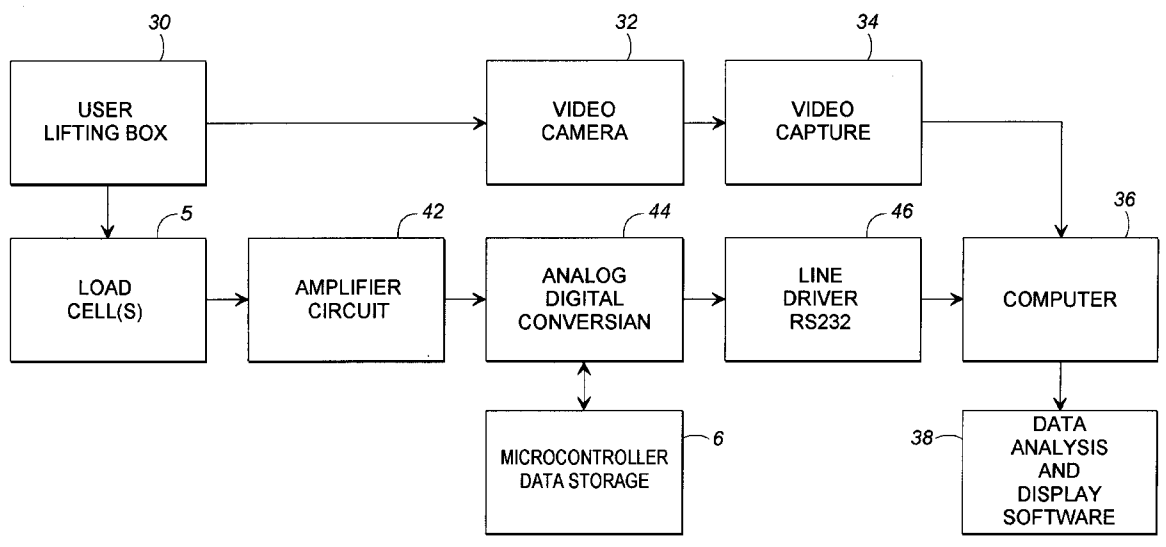 30
32
34
USER
LIFTING BOX
VIDEO
CAMERA
VIDEO
CAPTURE
5
42
44
46
36
LOAD
CELL(S)
AMPLIFIER
CIRCUIT
ANALOG
DIGITAL
CONVERSIAN
LINE
DRIVER
RS232
COMPUTER
6
38
MICROCONTROLLER
DATA STORAGE
DATA
ANALYSIS
AND
DISPLAY
SOFTWARE